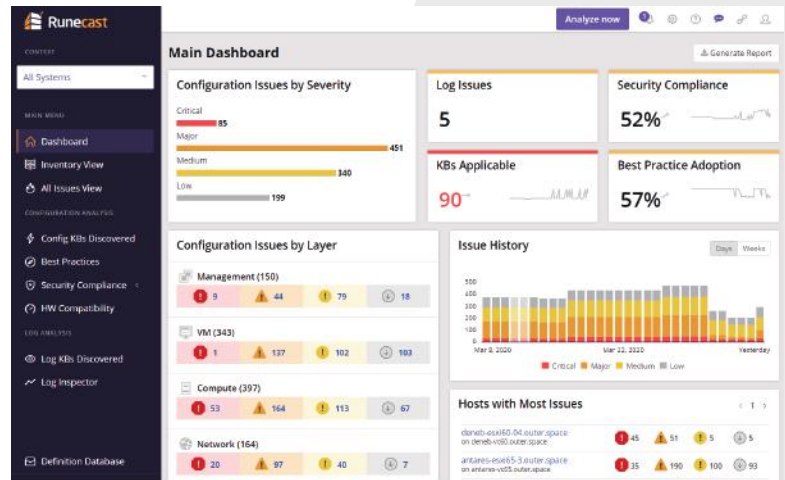 Runecast
Analyze now
CONTEXT
All Systems
Main Dashboard
Generate Report
MAIN MENU
Dashboard
Inventory View
All Issues View
CONFIGURATION ANALYSIS
Config KBs Discovered
Best Practices
Security Compliance
HW Compatibility
LOG ANALYSIS
Log KBs Discovered
Log Inspector
Definition Database
Configuration Issues by Severity
Critical
85
Major
451
Medium
340
Low
199
Log Issues
5
Security Compliance
52%
KBs Applicable
90
Best Practice Adoption
57%
Configuration Issues by Layer
Management (150)
9 44 79 18
VM (343)
1 137 102 103
Compute (397)
53 164 113 67
Network (164)
20 97 40 7
Issue History
Days Weeks
500
400
300
200
100
0
Mar 8, 2020 Mar 22, 2020 Yesterday
Critical Major Medium Low
Hosts with Most Issues
1
deneb-esxi60-04.outer.space
on deneb-vc60.outer.space
45 51 5 5
antares-esxi65-3.outer.space
on antares-vc65.outer.space
35 190 100 93